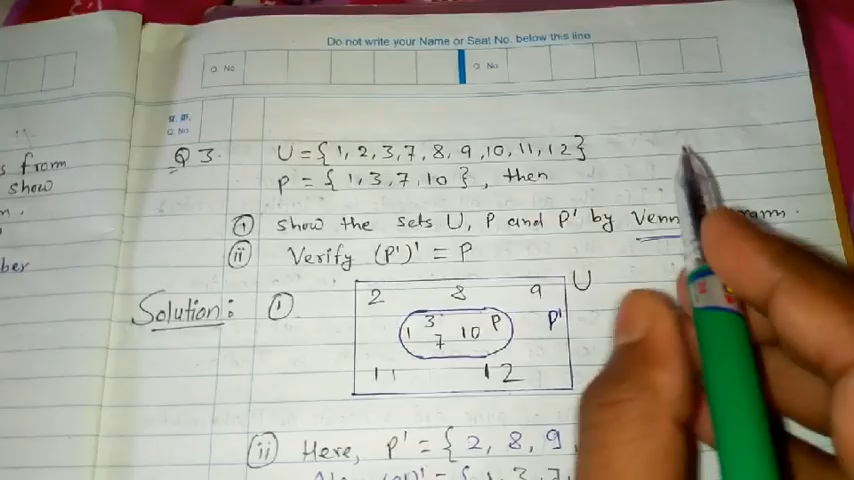 Do not write your Name or Seat No. below this line
Q No
Q No
प्र. क्र.
Q No
s from
show
n.
ber
Q 3. U = { 1, 2, 3, 7, 8, 9, 10, 11, 12 }
P = { 1, 3, 7, 10 } , then
(i) show the sets U, P and P' by Venn
(ii) Verify (P')' = P
Solution : (i)
U
2 8 9
1 3 7 10 P
P'
11 12
(ii) Here, P' = { 2, 8, 9